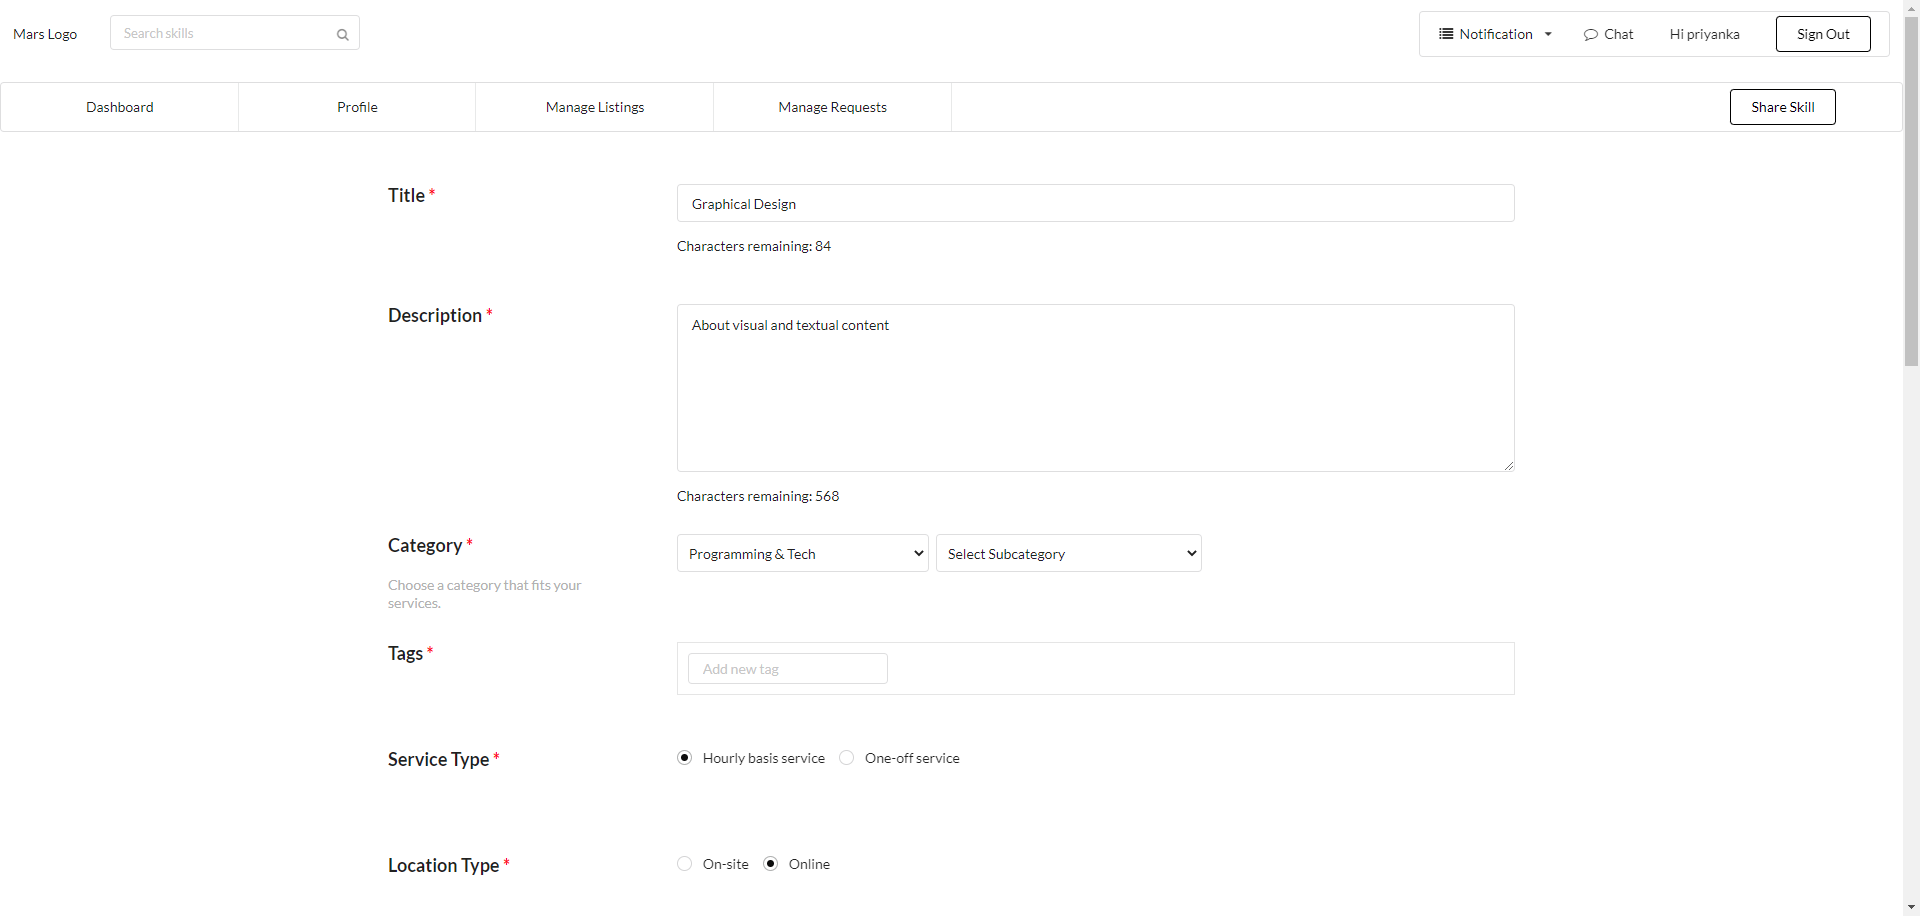 Mars Logo
Search skills
Notification
Chat
Hi priyanka
Sign Out
Dashboard
Profile
Manage Listings
Manage Requests
Share Skill
Title *
Graphical Design
Characters remaining: 84
Description *
About visual and textual content
Characters remaining: 568
Category *
Programming & Tech
Select Subcategory
Choose a category that fits your
services.
Tags *
Add new tag
Service Type *
Hourly basis service
One-off service
Location Type *
On-site
Online